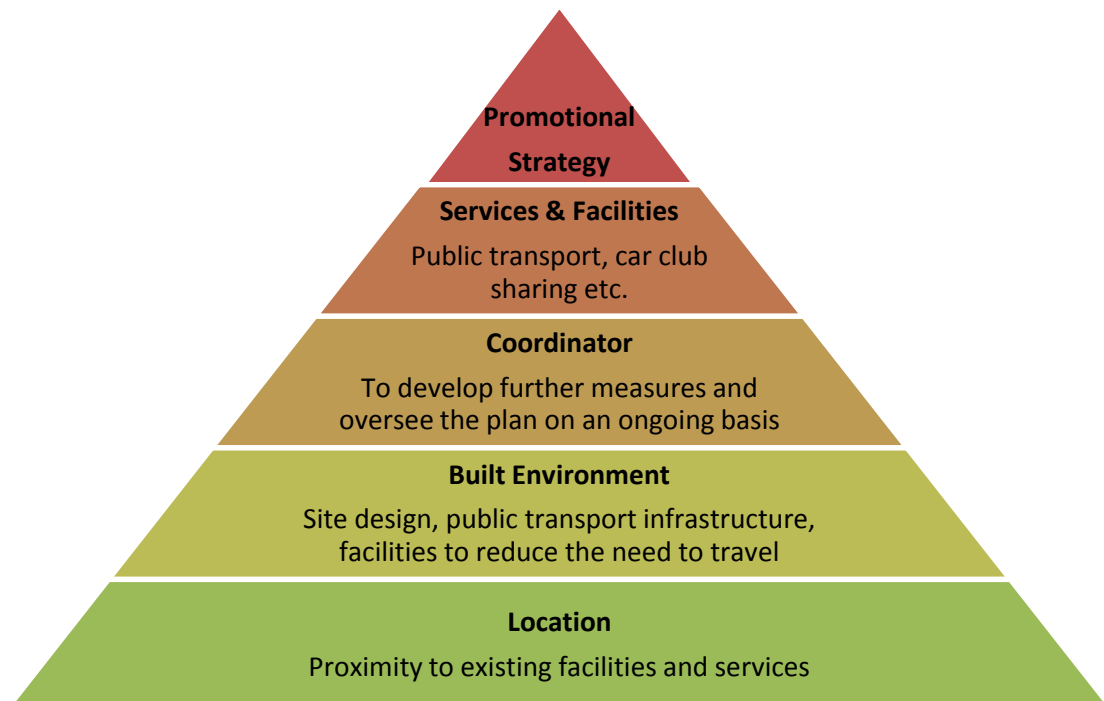 Promotional
Strategy
Services & Facilities
Public transport, car club
sharing etc.
Coordinator
To develop further measures and
oversee the plan on an ongoing basis
Built Environment
Site design, public transport infrastructure,
facilities to reduce the need to travel
Location
Proximity to existing facilities and services